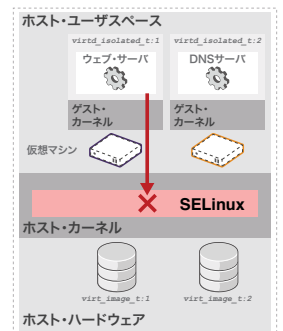 ホスト・ユーザスペース
virtd_isolated_t:1
virtd_isolated_t:2
ウェブ・サーバ
DNSサーバ
ゲスト・
カーネル
ゲスト・
カーネル
仮想マシン
SELinux
ホスト・カーネル
virt_image_t:1
virt_image_t:2
ホスト・ハードウェア